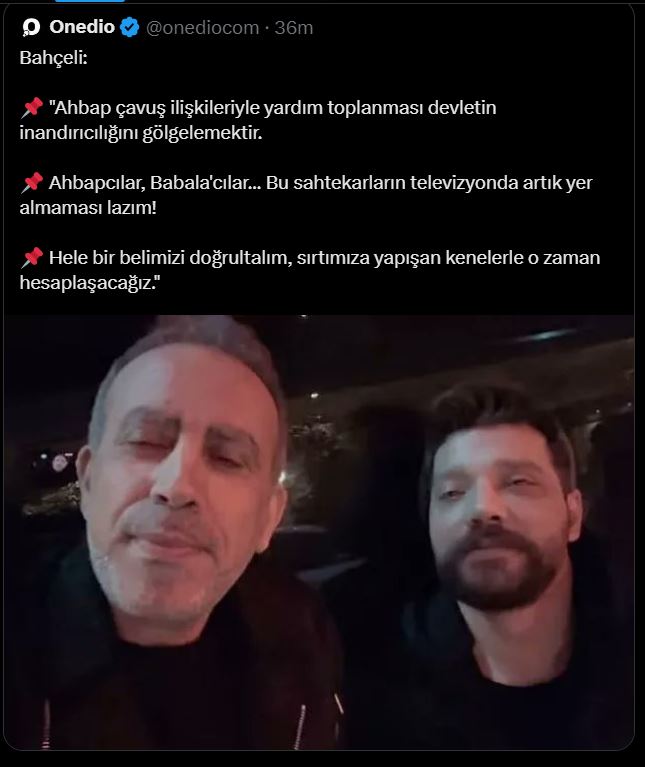 Onedio @onediocom · 36m
Bahçeli:
📌 "Ahbap çavuş ilişkileriyle yardım toplanması devletin
inandırıcılığını gölgelemektir.
📌 Ahbapcılar, Babala'cılar... Bu sahtekarların televizyonda artık yer
almaması lazım!
📌 Hele bir belimizi doğrultalım, sırtımıza yapışan kenelerle o zaman
hesaplaşacağız."